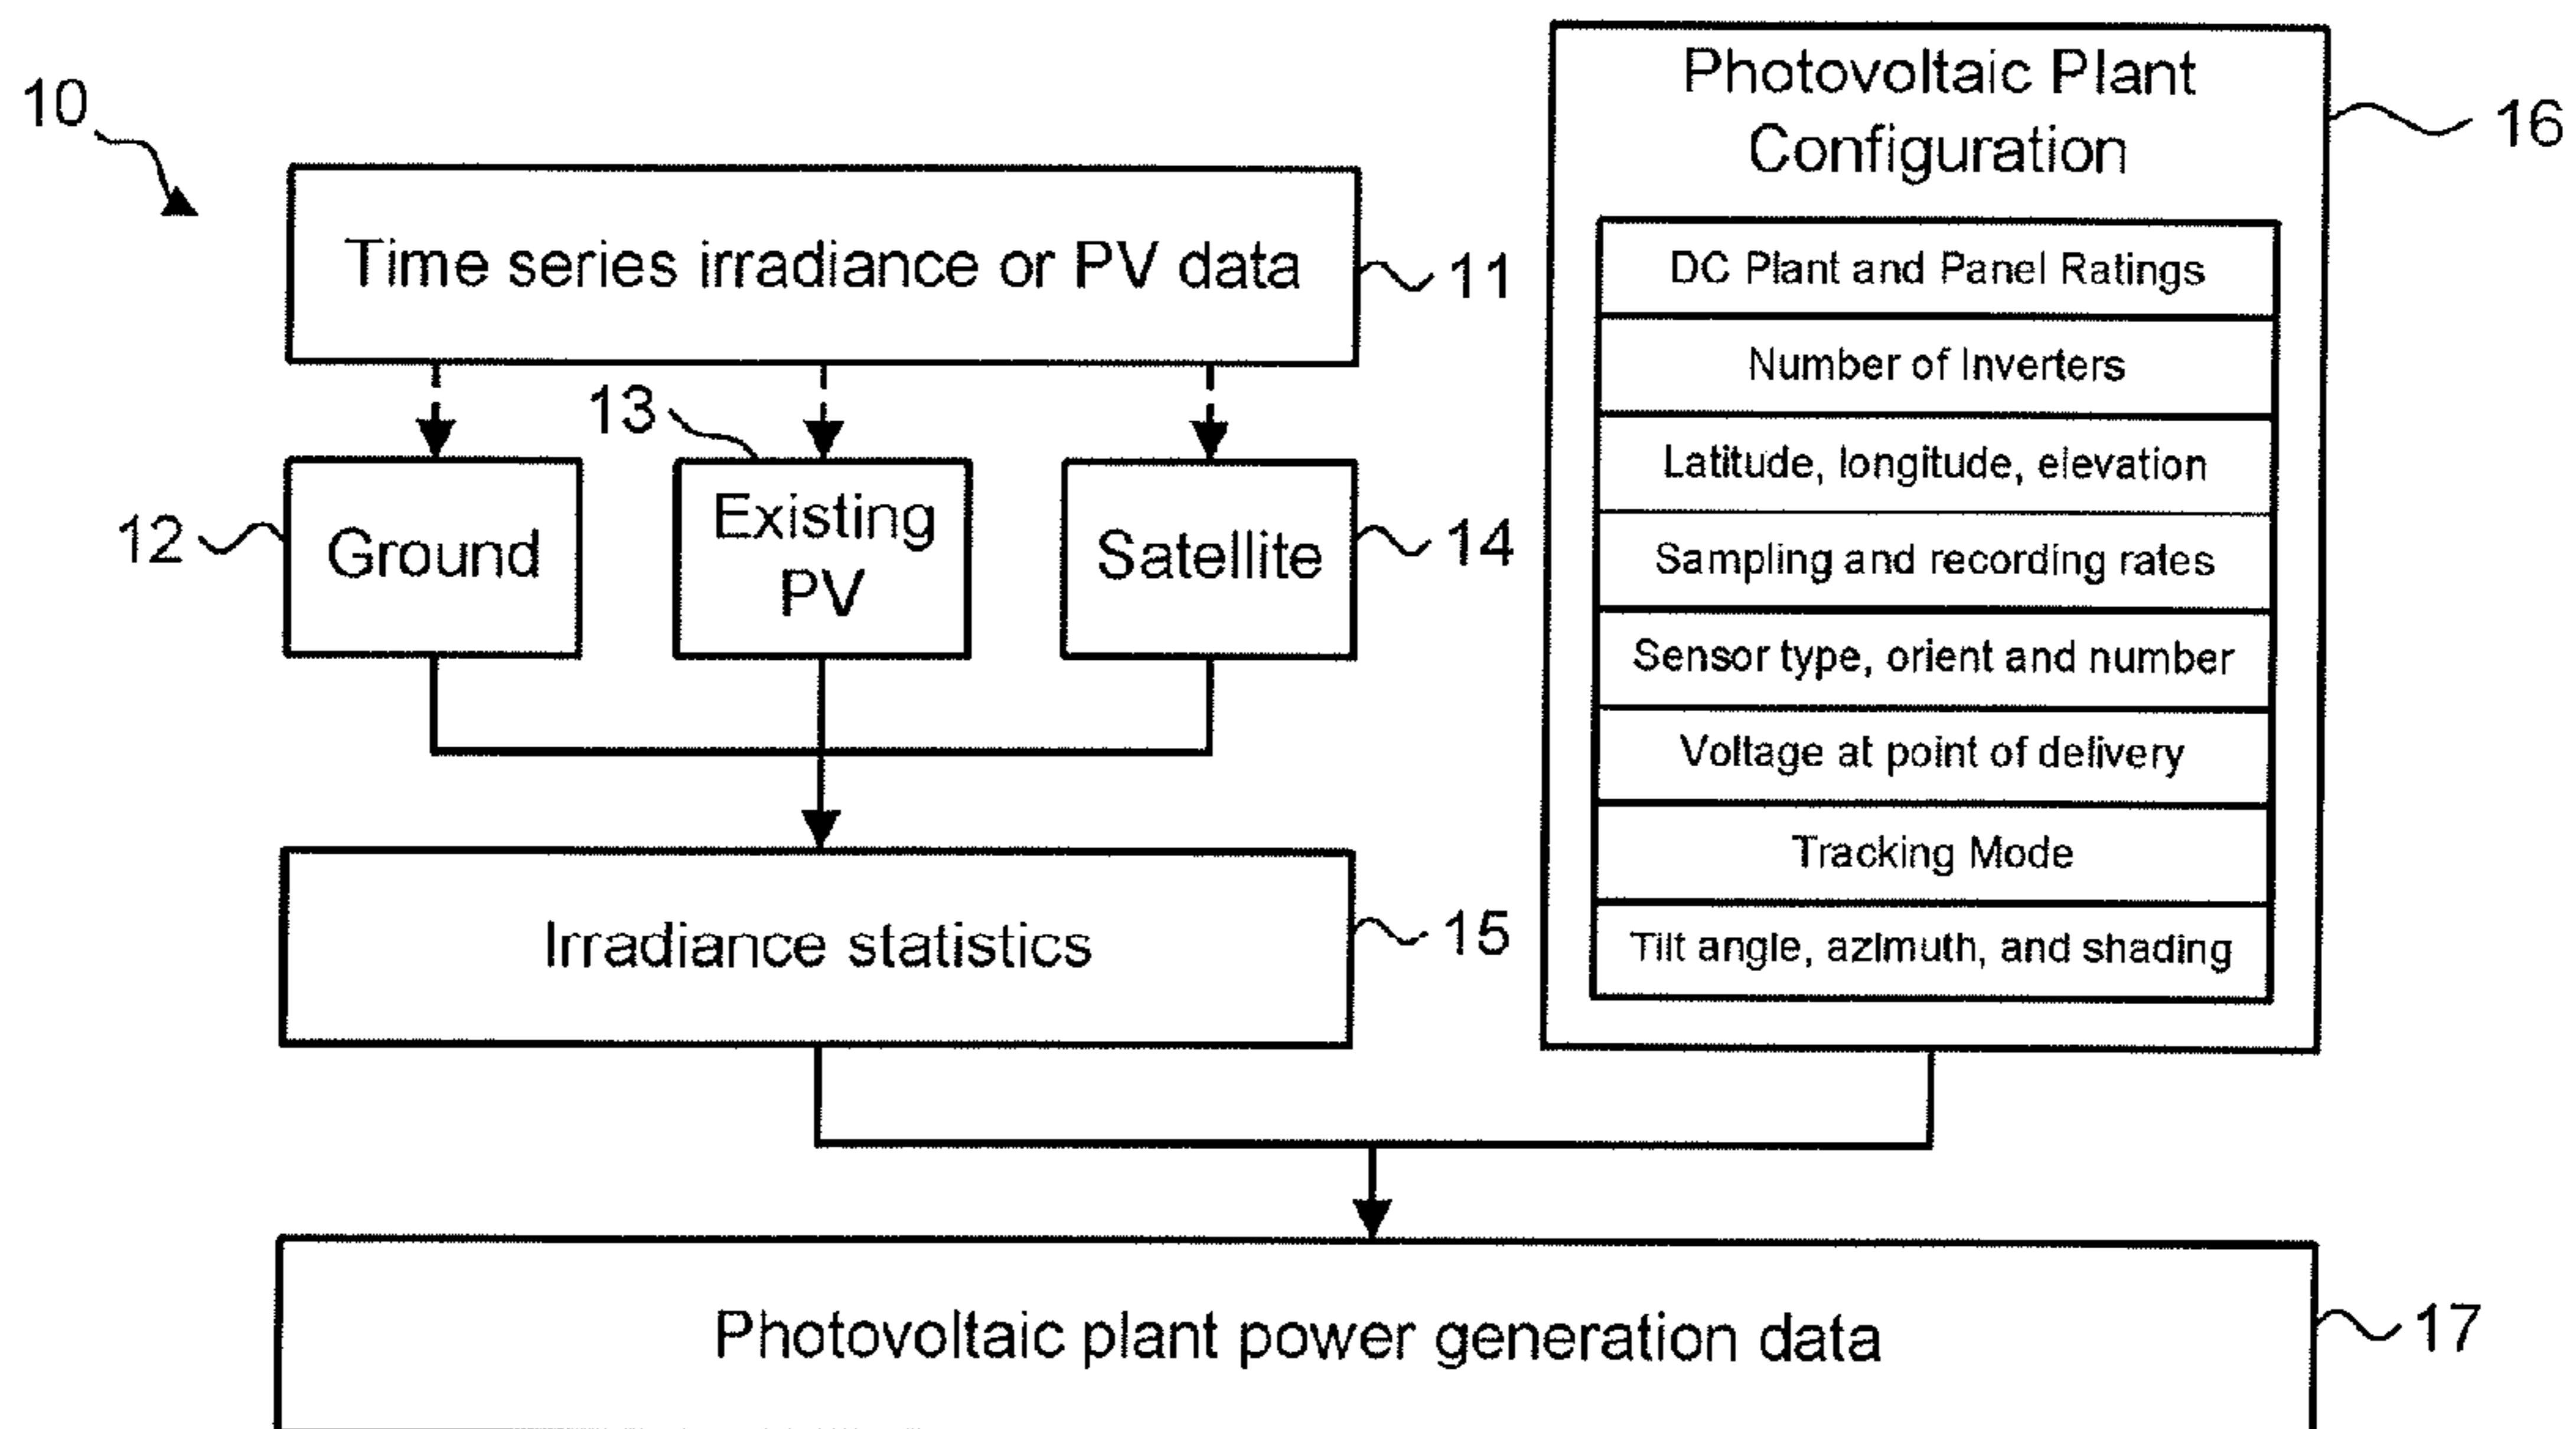 10
Time series irradiance or PV data
11
13
12
Ground
Existing
PV
Satellite
14
Irradiance statistics
15
Photovoltaic Plant
Configuration
16
DC Plant and Panel Ratings
Number of Inverters
Latitude, longitude, elevation
Sampling and recording rates
Sensor type, orient and number
Voltage at point of delivery
Tracking Mode
Tilt angle, azimuth, and shading
Photovoltaic plant power generation data
17